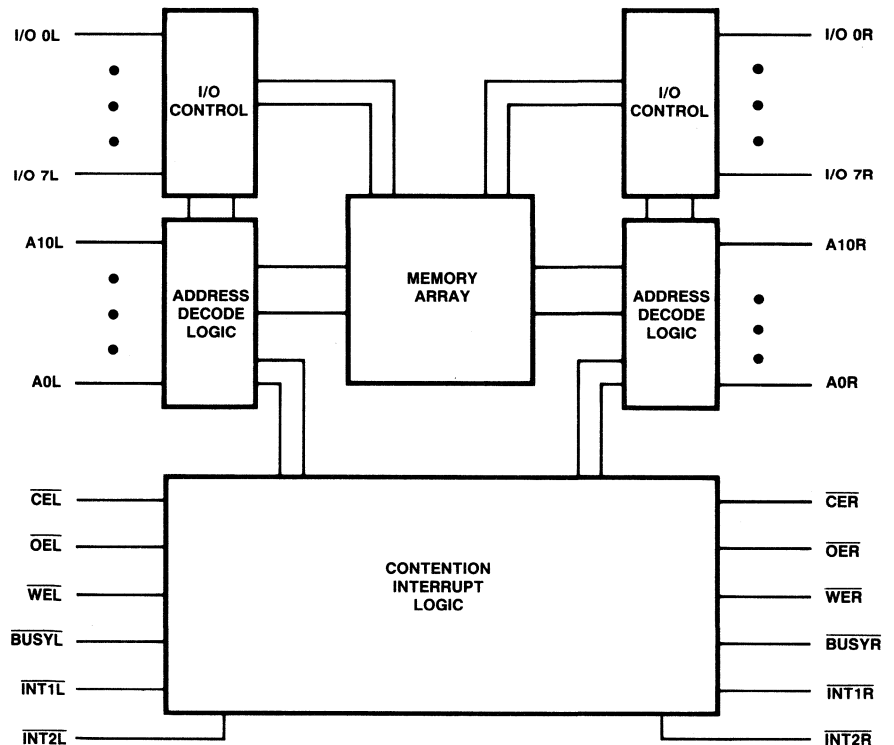 I/O 0L
I/O
CONTROL
I/O 7L
I/O 0R
I/O
CONTROL
I/O 7R
A10L
ADDRESS
DECODE
LOGIC
A0L
MEMORY
ARRAY
A10R
ADDRESS
DECODE
LOGIC
A0R
CEL
OEL
WEL
BUSYL
INT1L
INT2L
CONTENTION
INTERRUPT
LOGIC
CER
OER
WER
BUSYR
INT1R
INT2R